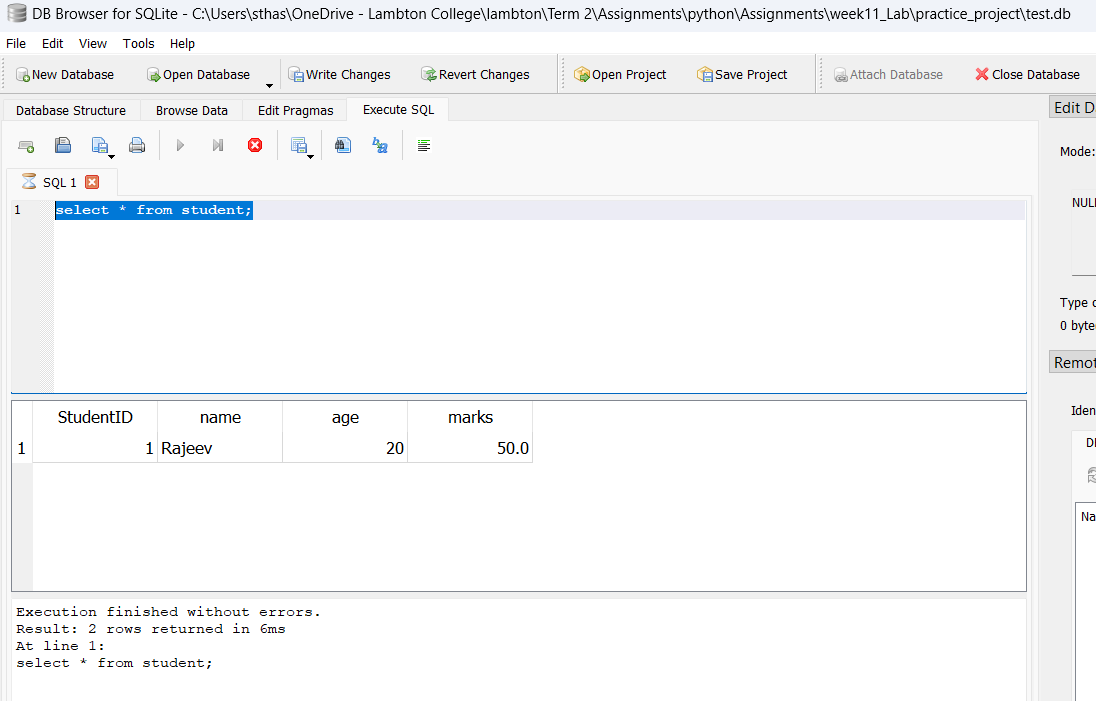 DB Browser for SQLite - C:\Users\sthas\OneDrive - Lambton College\lambton\Term 2\Assignments\python\Assignments\week11_Lab\practice_project\test.db
File Edit View Tools Help
New Database Open Database Write Changes Revert Changes Open Project Save Project Attach Database Close Database
Database Structure Browse Data Edit Pragmas Execute SQL
Edit D
Mode:
SQL 1
1 select * from student;
NULL
Type o
0 byte
Remot
Iden
StudentID name age marks
1 1 Rajeev 20 50.0
Na
Execution finished without errors.
Result: 2 rows returned in 6ms
At line 1:
select * from student;